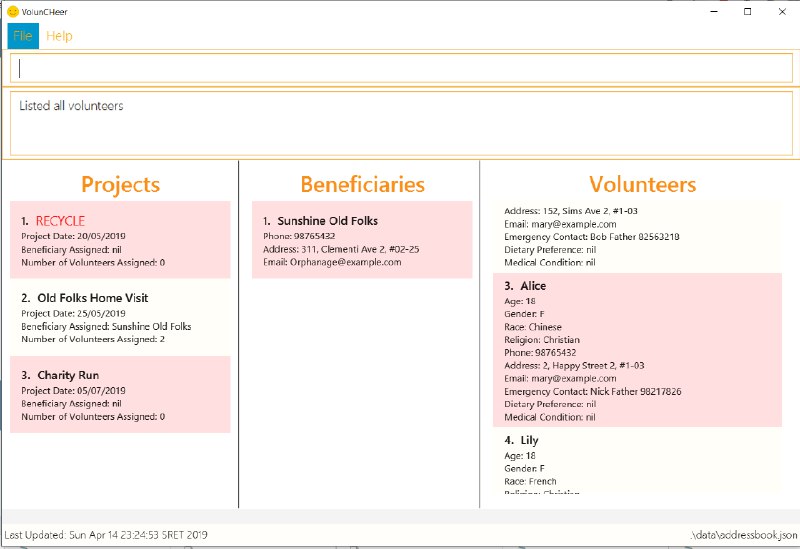 VolunCHeer
File Help
Listed all volunteers
Projects
1. RECYCLE
Project Date: 20/05/2019
Beneficiary Assigned: nil
Number of Volunteers Assigned: 0
2. Old Folks Home Visit
Project Date: 25/05/2019
Beneficiary Assigned: Sunshine Old Folks
Number of Volunteers Assigned: 2
3. Charity Run
Project Date: 05/07/2019
Beneficiary Assigned: nil
Number of Volunteers Assigned: 0
Beneficiaries
1. Sunshine Old Folks
Phone: 98765432
Address: 311, Clementi Ave 2, #02-25
Email: Orphanage@example.com
Volunteers
Address: 152, Sims Ave 2, #1-03
Email: mary@example.com
Emergency Contact: Bob Father 82563218
Dietary Preference: nil
Medical Condition: nil
3. Alice
Age: 18
Gender: F
Race: Chinese
Religion: Christian
Phone: 98765432
Address: 2, Happy Street 2, #1-03
Email: mary@example.com
Emergency Contact: Nick Father 98217826
Dietary Preference: nil
Medical Condition: nil
4. Lily
Age: 18
Gender: F
Race: French
Religion: Christian
Last Updated: Sun Apr 14 23:24:53 SRET 2019
.\data\addressbook.json